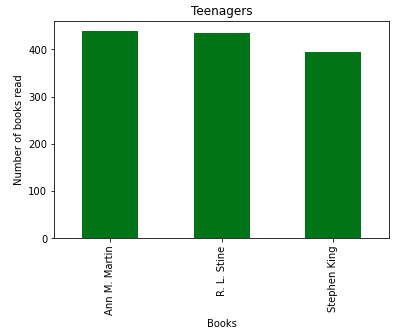 Teenagers
Number of books read
400
300
200
100
0
Ann M. Martin
R. L. Stine
Stephen King
Books